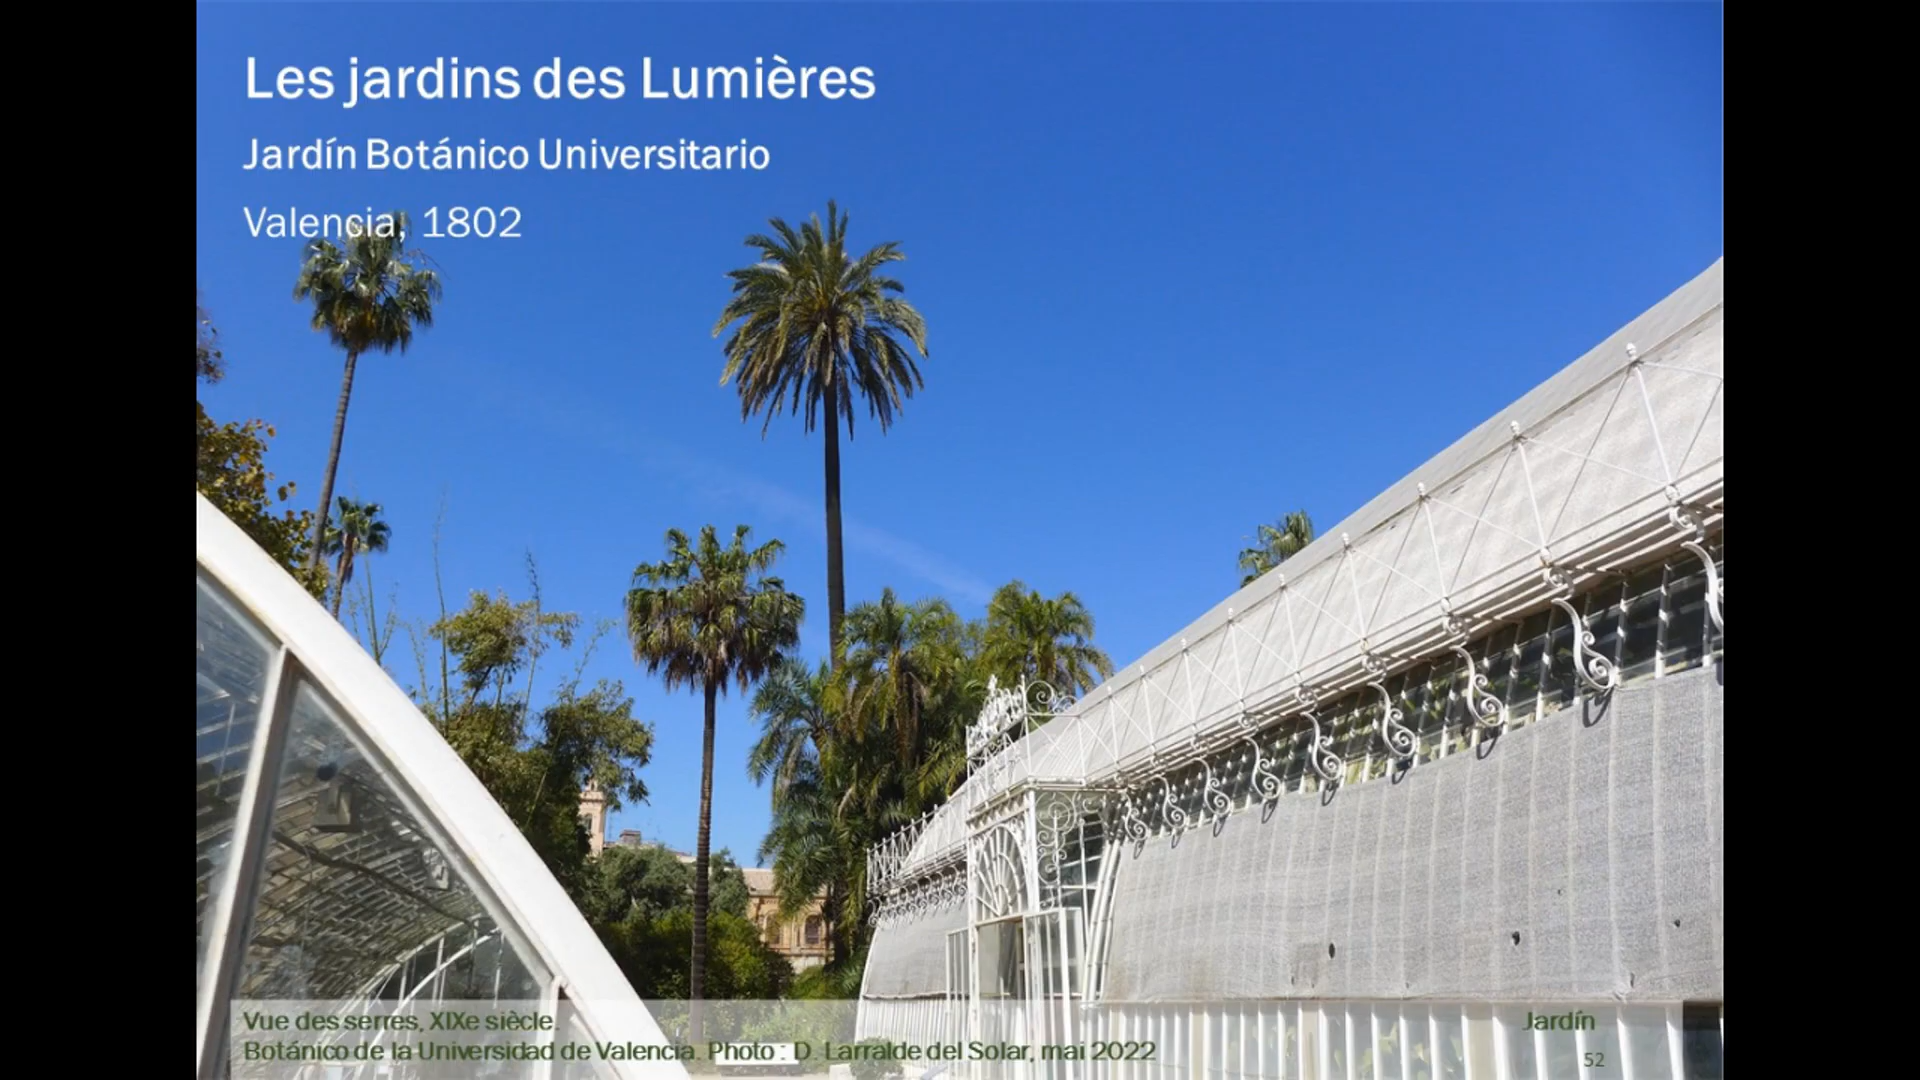 Les jardins des Lumières
Jardín Botánico Universitario
Valencia, 1802
Vue des serres, XIXe siècle. Jardín
Botánico de la Universidad de Valencia. Photo : D. Larralde del Solar, mai 2022
52